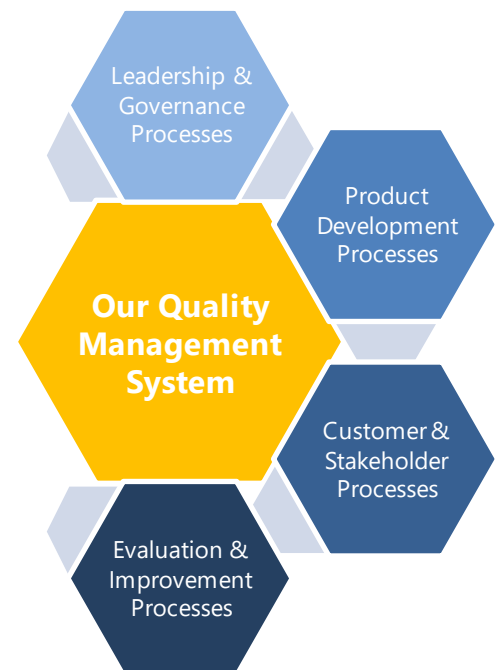 Leadership &
Governance
Processes
Product
Development
Processes
Our Quality
Management
System
Customer &
Stakeholder
Processes
Evaluation &
Improvement
Processes